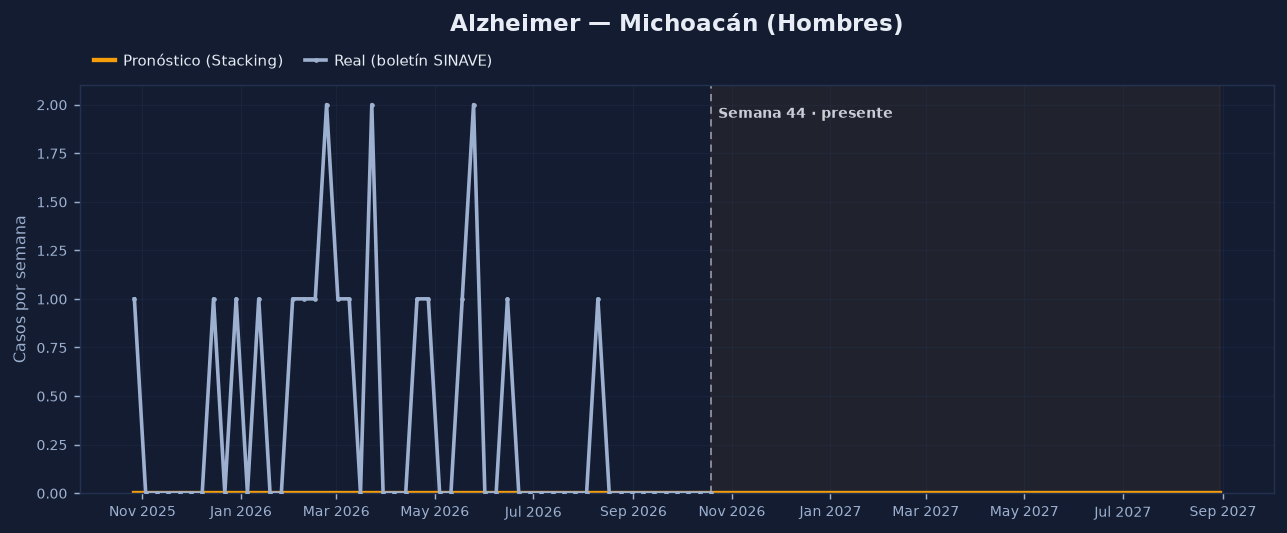 Alzheimer — Michoacán (Hombres)
Pronóstico (Stacking)
Real (boletín SINAVE)
Semana 44 · presente
Casos por semana
2.00
1.75
1.50
1.25
1.00
0.75
0.50
0.25
0.00
Nov 2025
Jan 2026
Mar 2026
May 2026
Jul 2026
Sep 2026
Nov 2026
Jan 2027
Mar 2027
May 2027
Jul 2027
Sep 2027